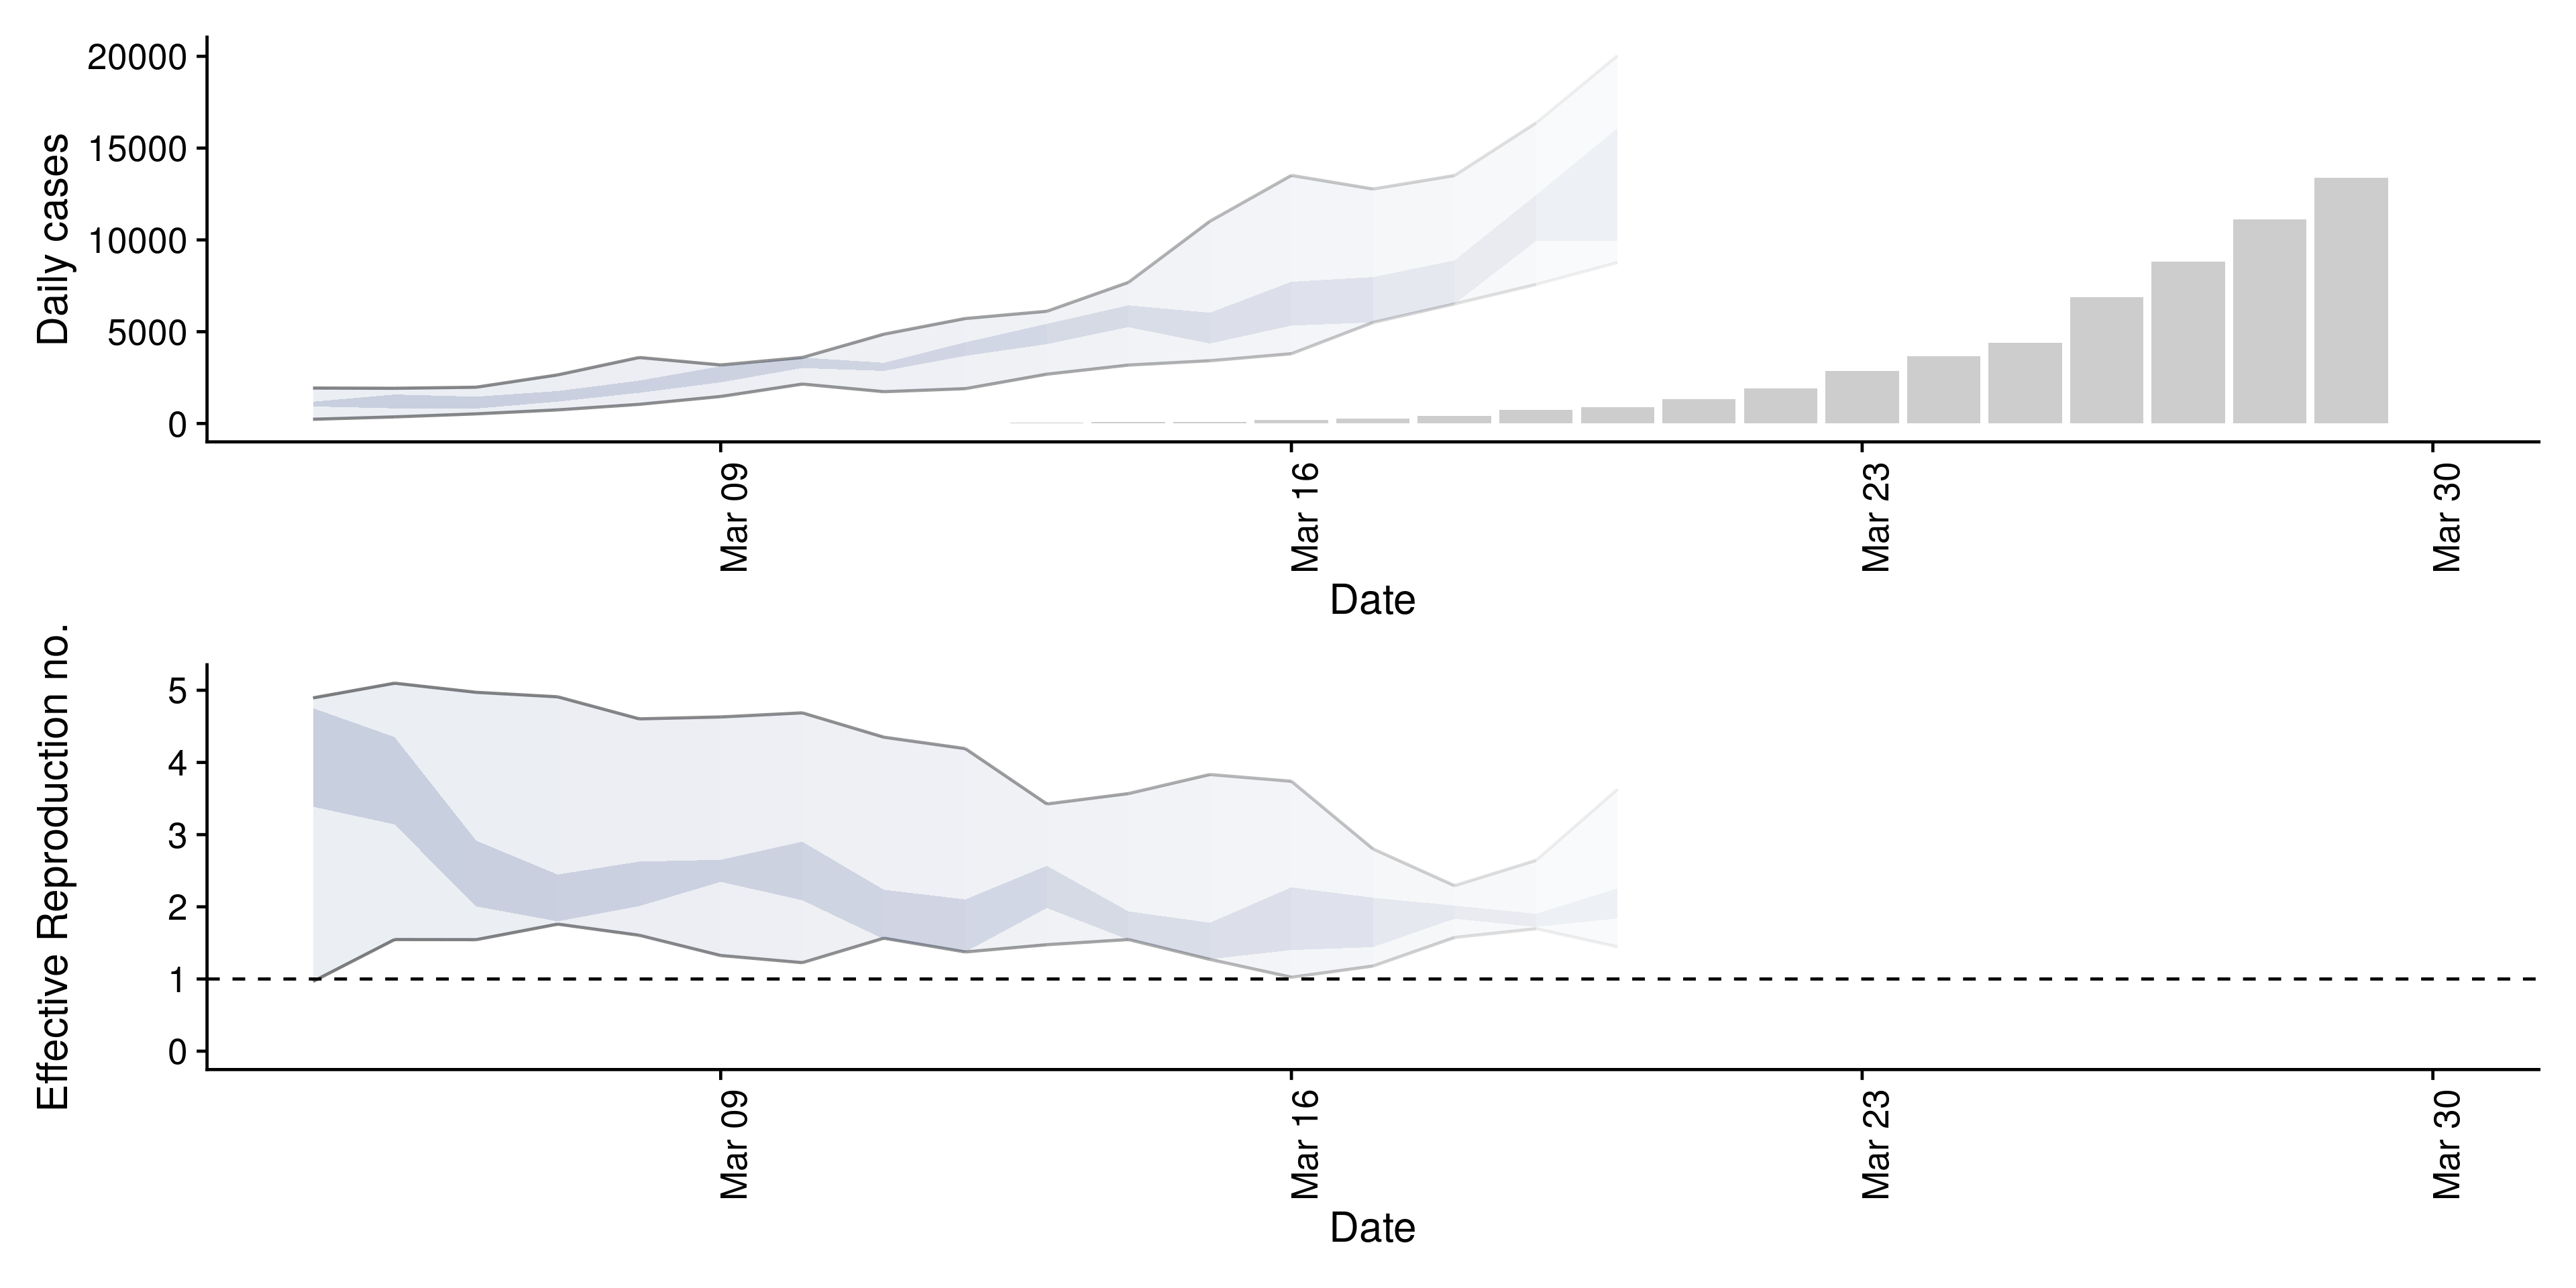 Daily cases
20000
15000
10000
5000
0
Mar 09
Mar 16
Mar 23
Mar 30
Date
Effective Reproduction no.
5
4
3
2
1
0
Mar 09
Mar 16
Mar 23
Mar 30
Date